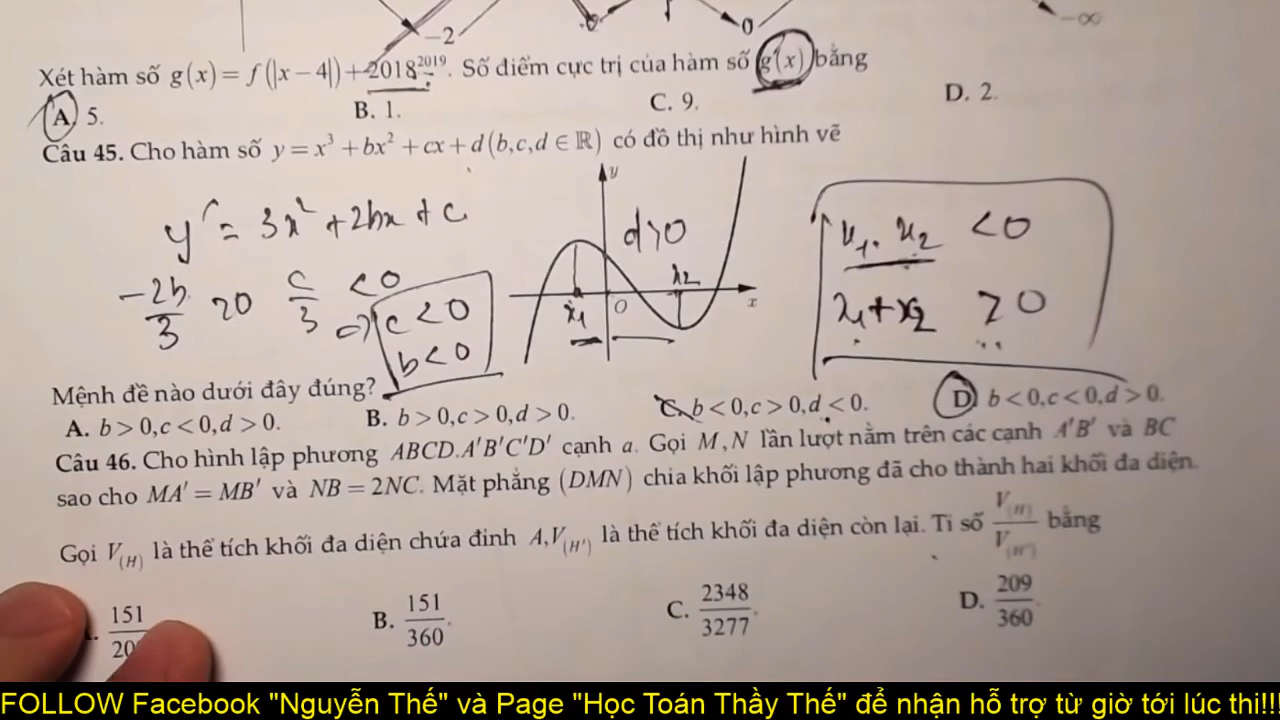 -2
0
-∞
Xét hàm số g(x) = f(|x − 4|) + 2018^2019. Số điểm cực trị của hàm số g(x) bằng
A. 5.
B. 1.
C. 9.
D. 2.
Câu 45. Cho hàm số y = x³ + bx² + cx + d (b,c,d ∈ ℝ) có đồ thị như hình vẽ
y' = 3x² + 2bx + c
-2b/3 > 0 c/3 < 0
=> c < 0
b < 0
y
d > 0
x1
O
x2
x
x1 . x2 < 0
x1 + x2 > 0
Mệnh đề nào dưới đây đúng?
A. b > 0, c < 0, d > 0.
B. b > 0, c > 0, d > 0.
C. b < 0, c > 0, d < 0.
D. b < 0, c < 0, d > 0.
Câu 46. Cho hình lập phương ABCD.A'B'C'D' cạnh a. Gọi M, N lần lượt nằm trên các cạnh A'B' và BC
sao cho MA' = MB' và NB = 2NC. Mặt phẳng (DMN) chia khối lập phương đã cho thành hai khối đa diện.
Gọi V(H) là thể tích khối đa diện chứa đỉnh A, V(H') là thể tích khối đa diện còn lại. Tỉ số V(H)/V(H') bằng
151/20
B. 151/360.
C. 2348/3277.
D. 209/360.
FOLLOW Facebook "Nguyễn Thế" và Page "Học Toán Thầy Thế" để nhận hỗ trợ từ giờ tới lúc thi!!!